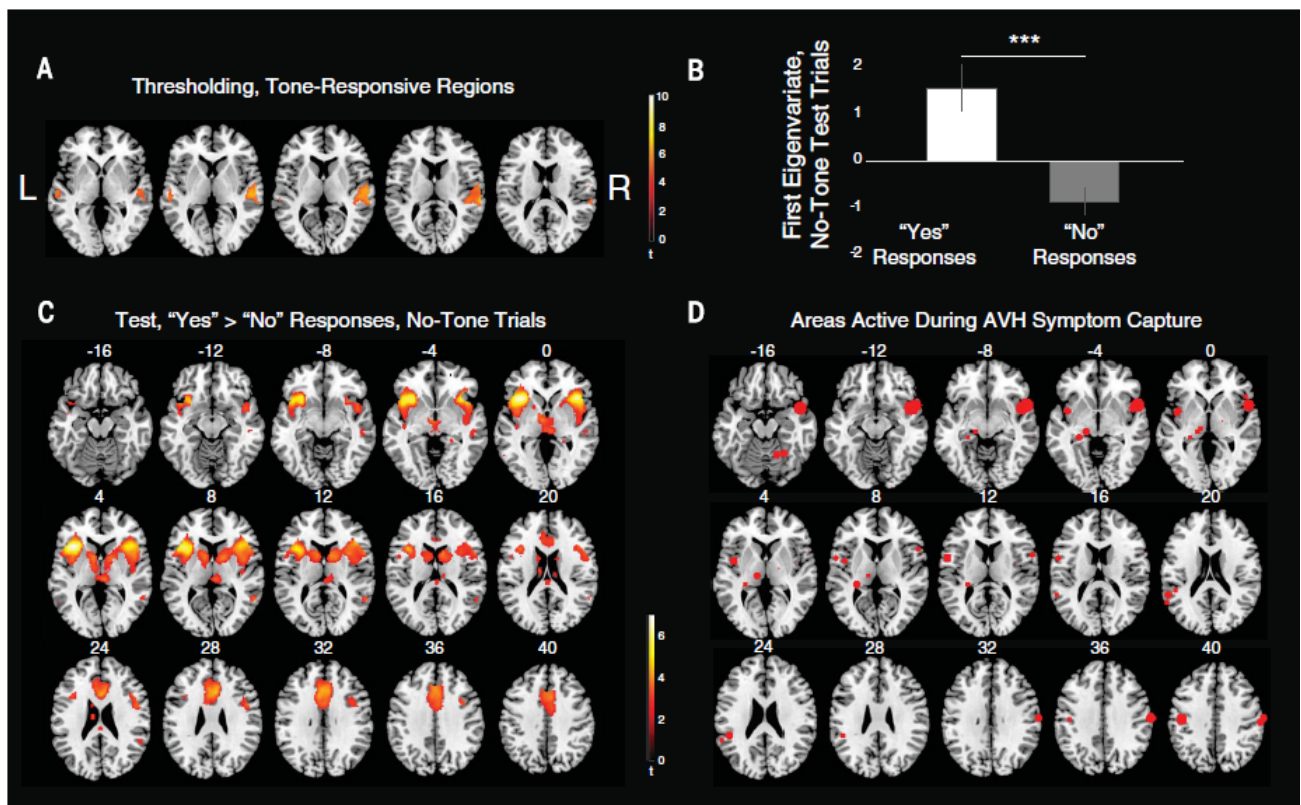 A
Thresholding, Tone-Responsive Regions
L
R
10
8
6
4
2
0
t
B
First Eigenvariate,
No-Tone Test Trials
***
2
1
0
-1
-2
“Yes”
Responses
“No”
Responses
C
Test, “Yes” > “No” Responses, No-Tone Trials
-16 -12 -8 -4 0
4 8 12 16 20
24 28 32 36 40
6
4
2
0
t
D
Areas Active During AVH Symptom Capture
-16 -12 -8 -4 0
4 8 12 16 20
24 28 32 36 40